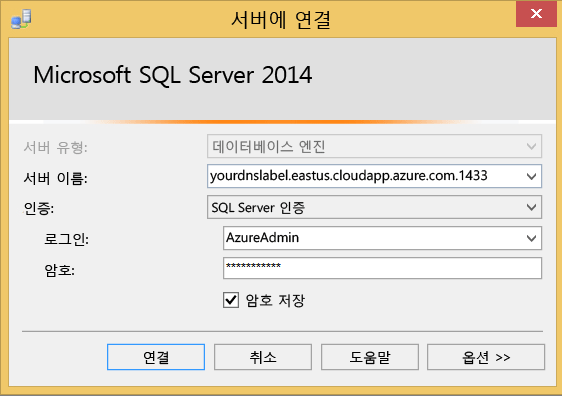 서버에 연결
Microsoft SQL Server 2014
서버 유형: 데이터베이스 엔진
서버 이름: yourdnslabel.eastus.cloudapp.azure.com.1433
인증: SQL Server 인증
로그인: AzureAdmin
암호: ***********
암호 저장
연결 취소 도움말 옵션 >>